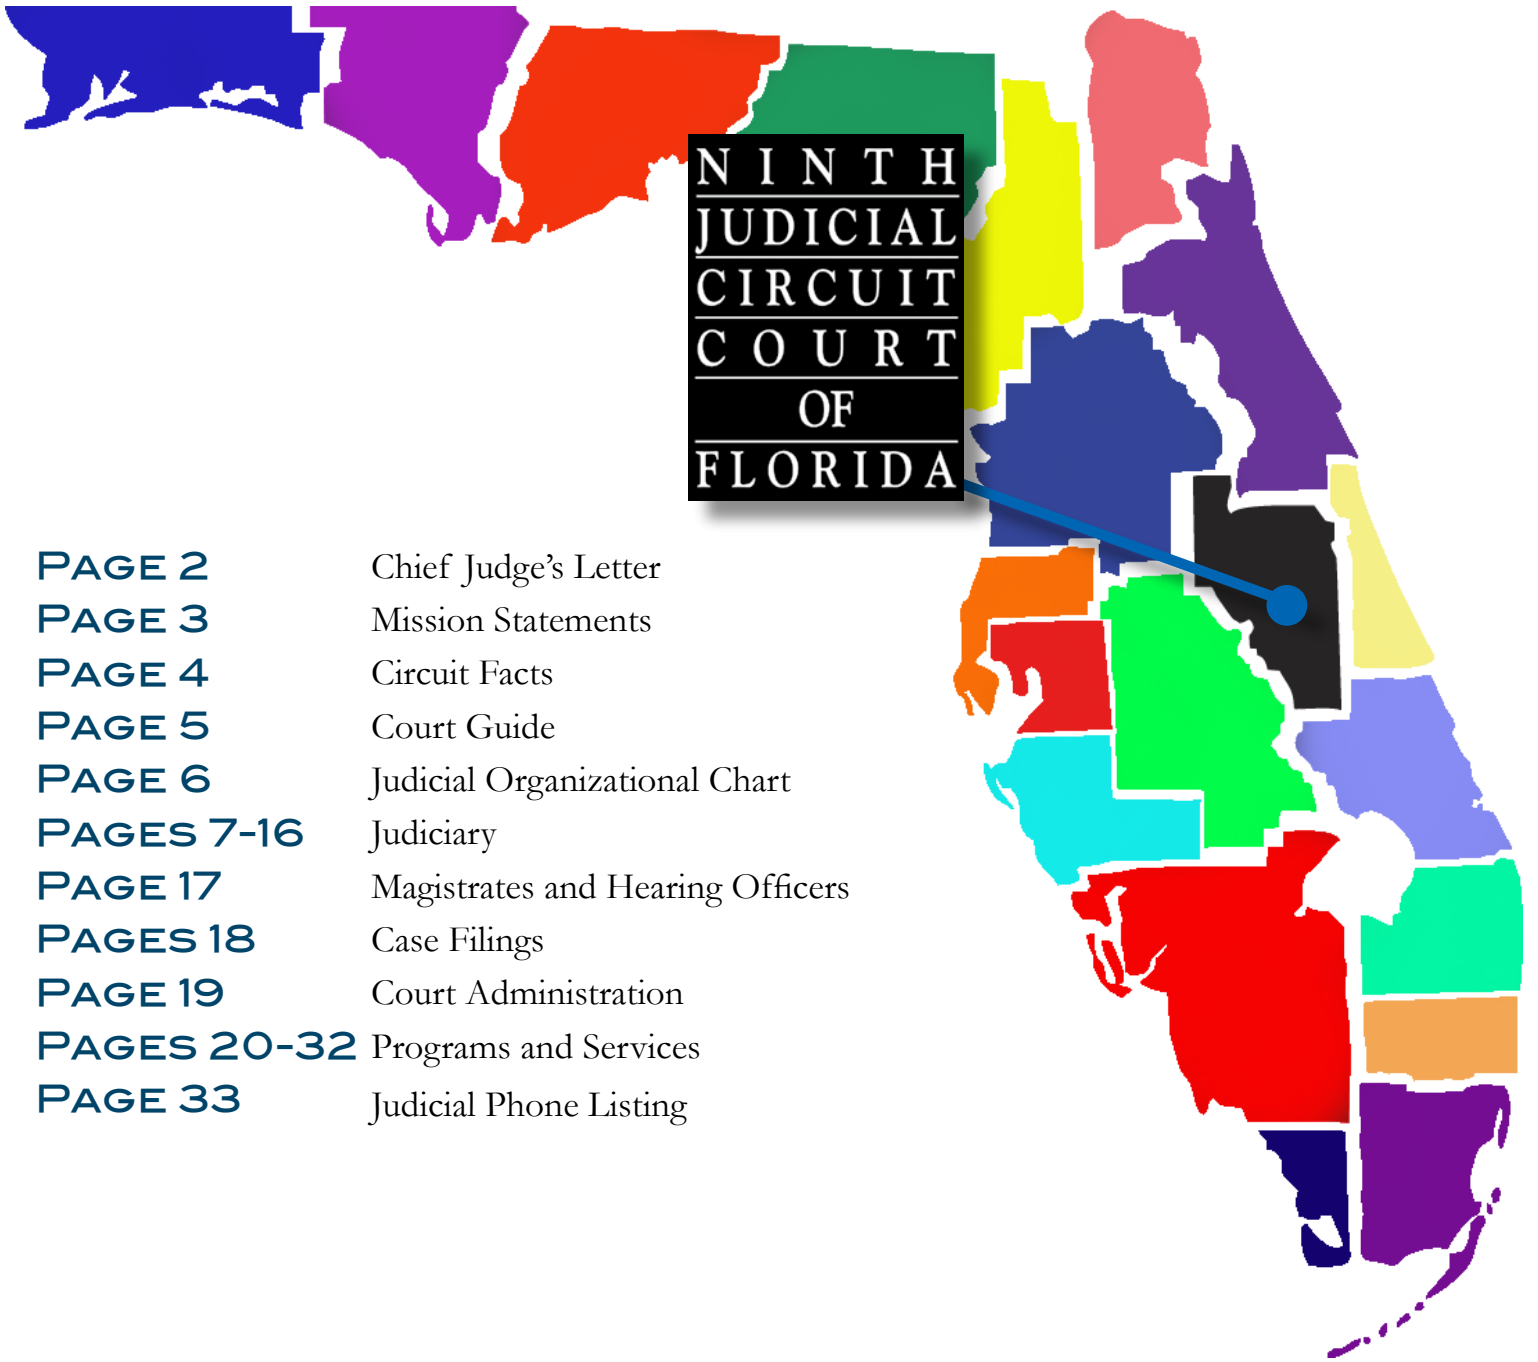 NINTH
JUDICIAL
CIRCUIT
COURT
OF
FLORIDA
PAGE 2 Chief Judge’s Letter
PAGE 3 Mission Statements
PAGE 4 Circuit Facts
PAGE 5 Court Guide
PAGE 6 Judicial Organizational Chart
PAGES 7-16 Judiciary
PAGE 17 Magistrates and Hearing Officers
PAGES 18 Case Filings
PAGE 19 Court Administration
PAGES 20-32 Programs and Services
PAGE 33 Judicial Phone Listing